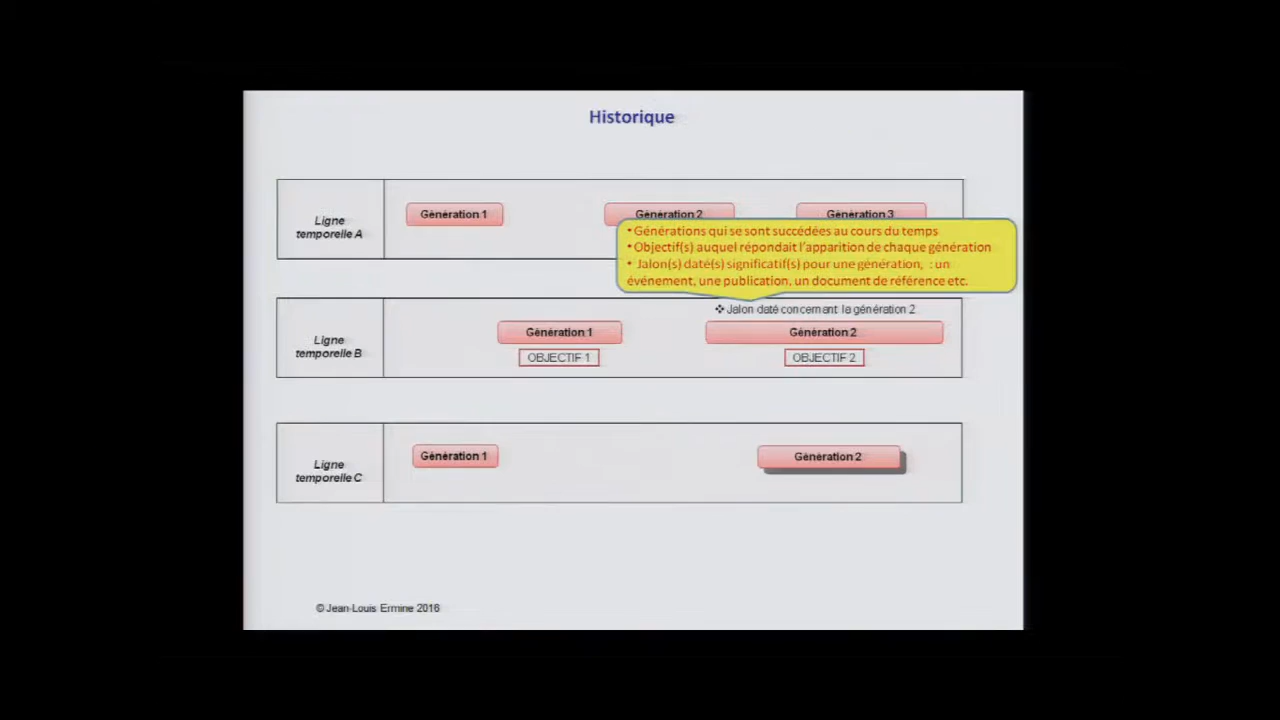 Historique
Ligne
temporelle A
Génération 1
Génération 2
Génération 3
• Générations qui se sont succédées au cours du temps
• Objectif(s) auquel répondait l'apparition de chaque génération
• Jalon(s) daté(s) significatif(s) pour une génération, : un
événement, une publication, un document de référence etc.
❖ Jalon daté concernant la génération 2
Ligne
temporelle B
Génération 1
Génération 2
OBJECTIF 1
OBJECTIF 2
Ligne
temporelle C
Génération 1
Génération 2
© Jean-Louis Ermine 2016